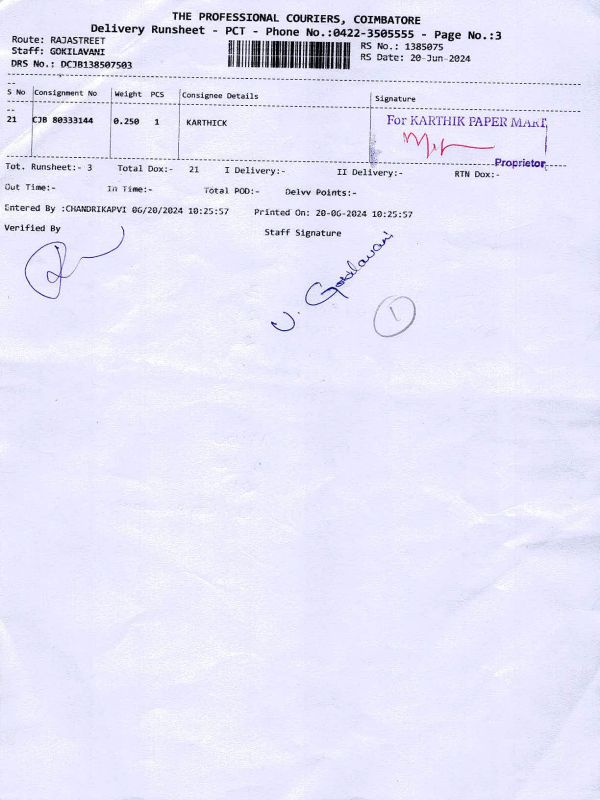 THE PROFESSIONAL COURIERS, COIMBATORE
Delivery Runsheet - PCT - Phone No.:0422-3505555 - Page No.:3
Route: RAJASTREET RS No.: 1385075
Staff: GOKILAVANI RS Date: 20-Jun-2024
DRS No.: DCJB138507503
S No Consignment No Weight PCS Consignee Details Signature
21 CJB 80333144 0.250 1 KARTHICK For KARTHIK PAPER MART,
Proprietor
Tot. Runsheet:- 3 Total Dox:- 21 I Delivery:- II Delivery:- RTN Dox:-
Out Time:- In Time:- Total POD:- Delvv Points:-
Entered By :CHANDRIKAPVI 06/20/2024 10:25:57 Printed On: 20-06-2024 10:25:57
Verified By Staff Signature
V. Gokilavani
1